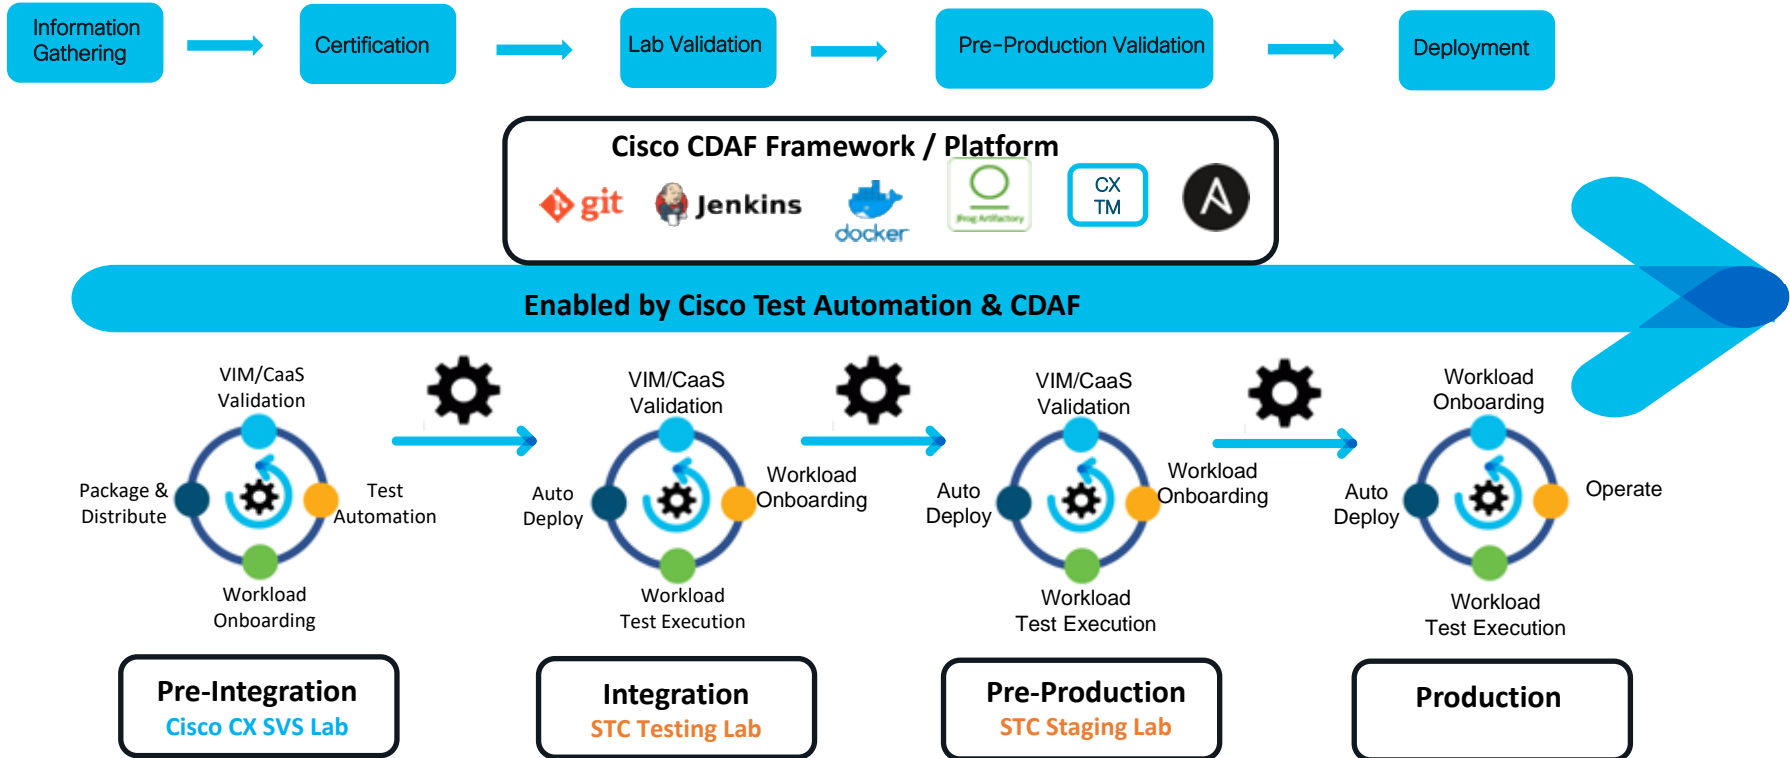 Information
Gathering
Certification
Lab Validation
Pre-Production Validation
Deployment
Cisco CDAF Framework / Platform
git
Jenkins
docker
JFrog Artifactory
CX
TM
A
Enabled by Cisco Test Automation & CDAF
VIM/CaaS
Validation
Package &
Distribute
Test
Automation
Workload
Onboarding
VIM/CaaS
Validation
Auto
Deploy
Workload
Onboarding
Workload
Test Execution
VIM/CaaS
Validation
Auto
Deploy
Workload
Onboarding
Workload
Test Execution
Workload
Onboarding
Auto
Deploy
Operate
Workload
Test Execution
Pre-Integration
Cisco CX SVS Lab
Integration
STC Testing Lab
Pre-Production
STC Staging Lab
Production